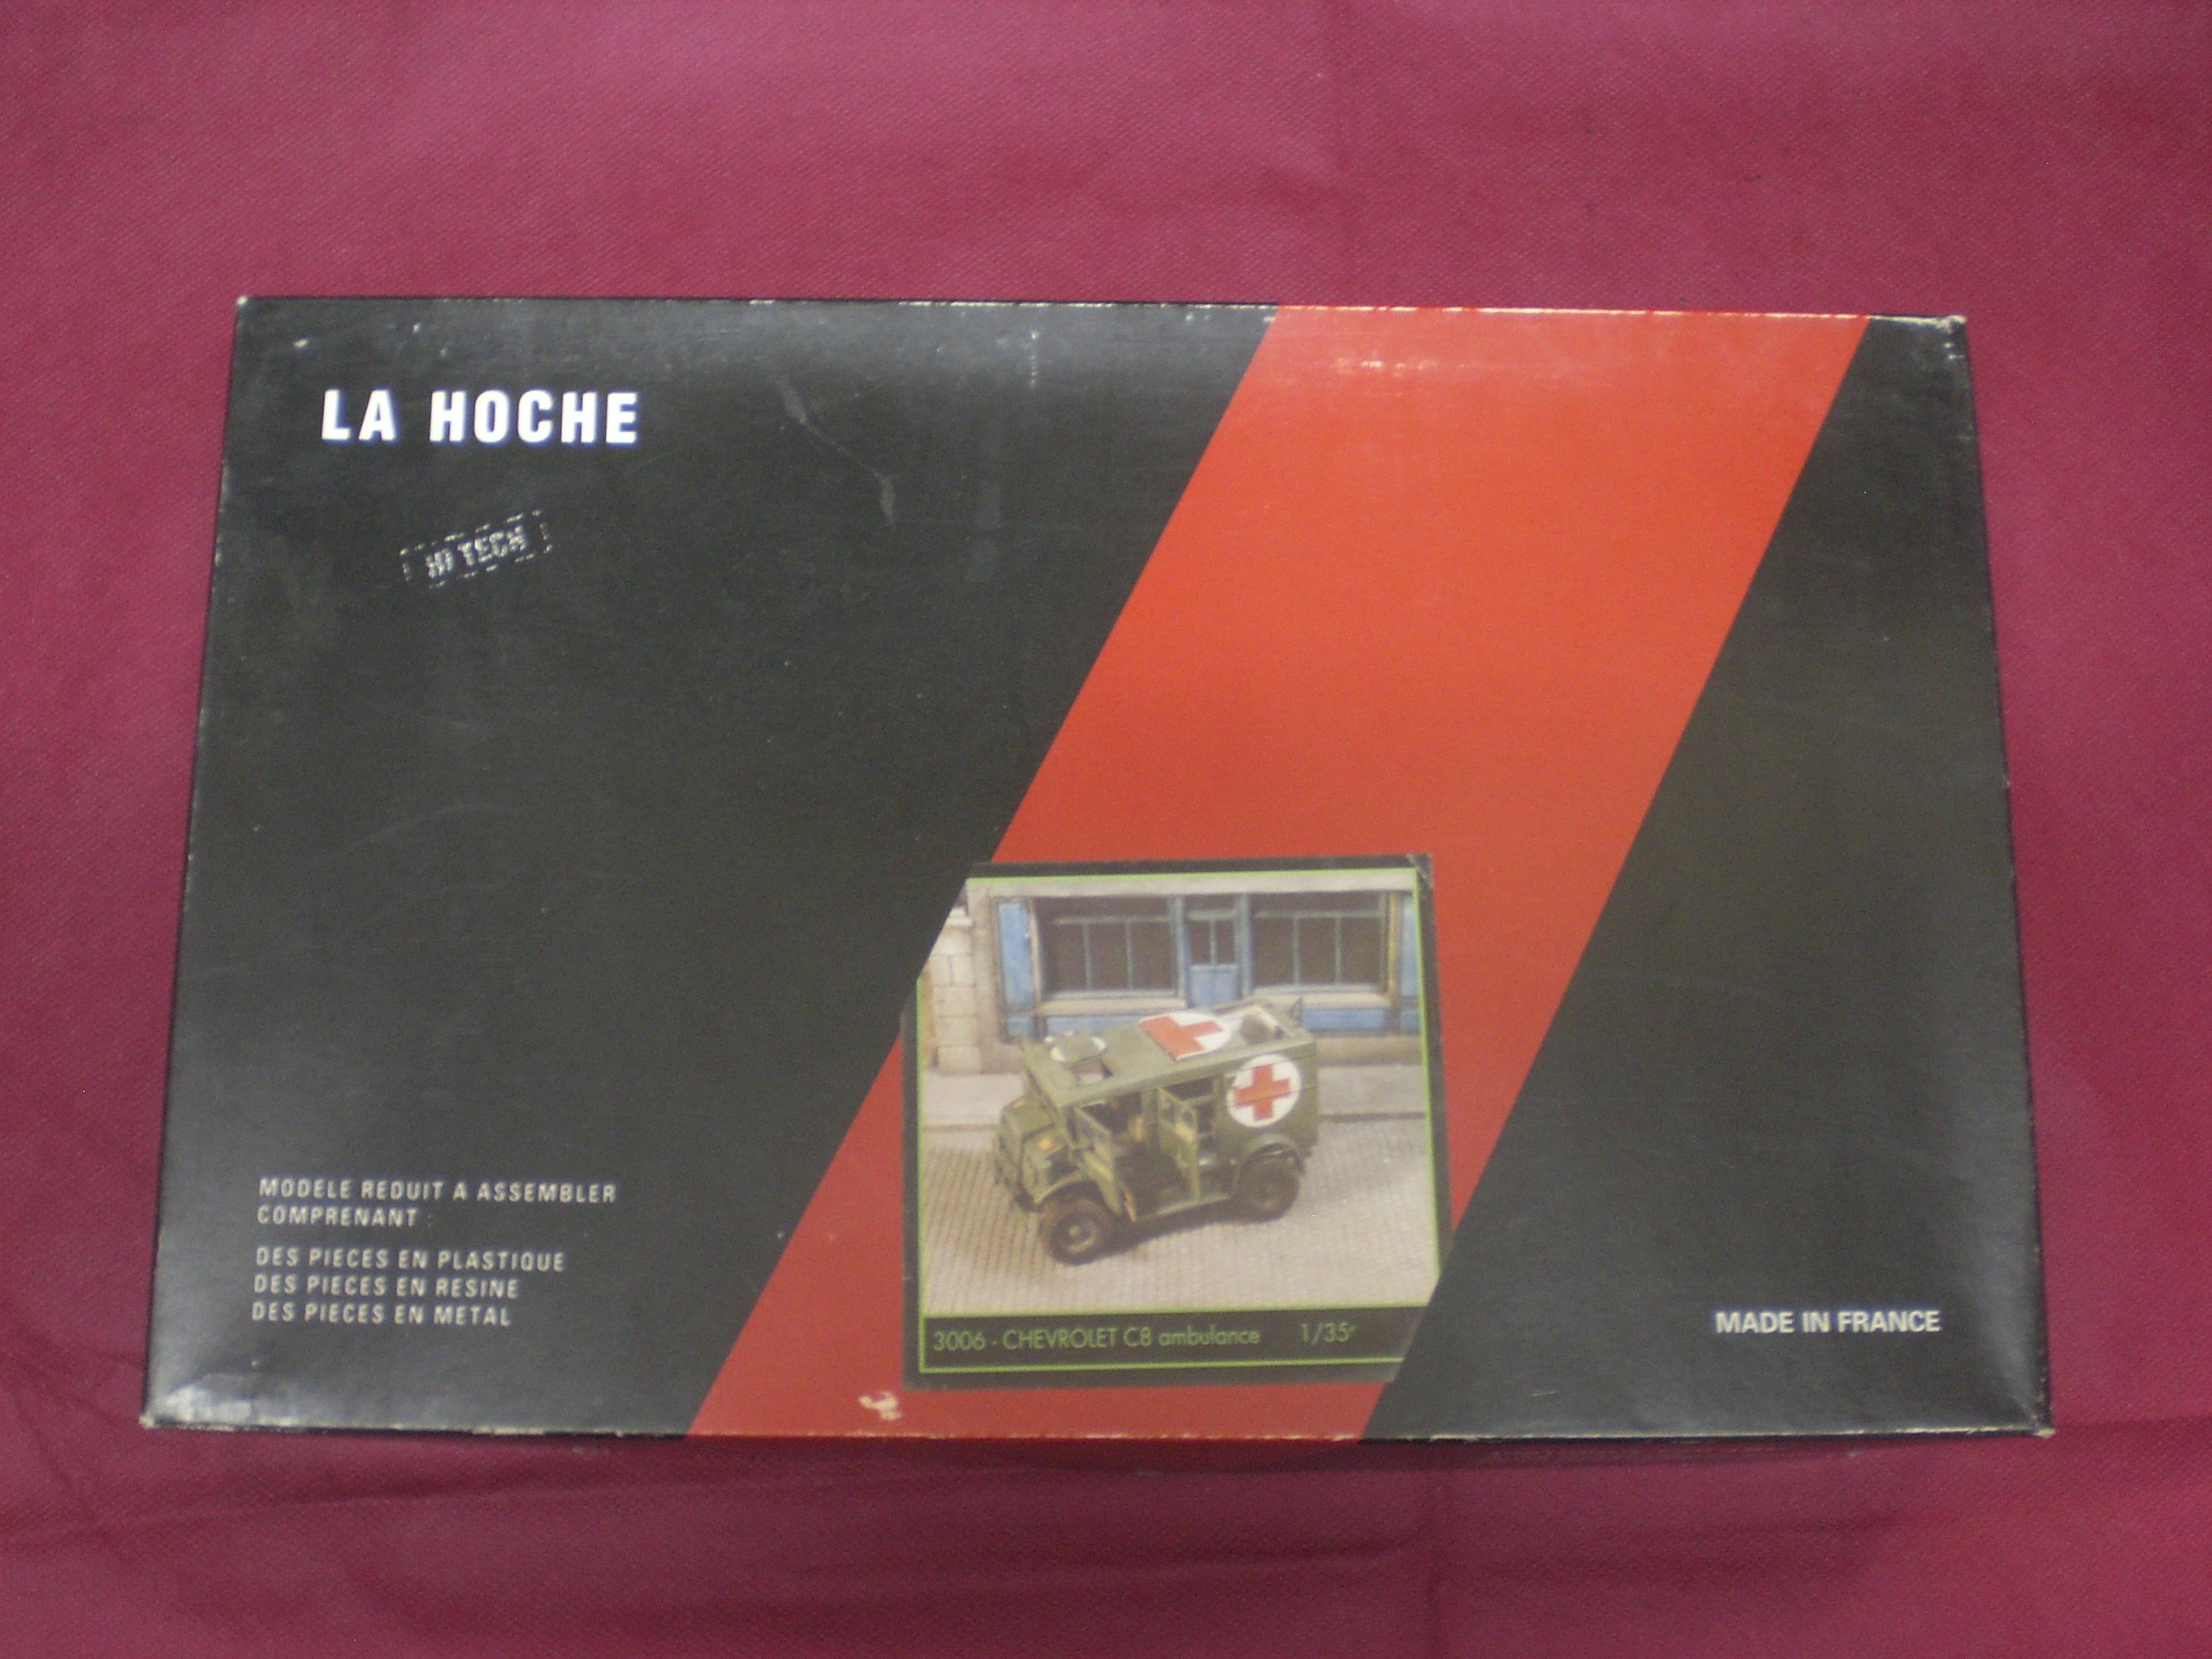 LA HOCHE
HI TECH
MODELE REDUIT A ASSEMBLER
COMPRENANT :
DES PIECES EN PLASTIQUE
DES PIECES EN RESINE
DES PIECES EN METAL
3006 - CHEVROLET C8 ambulance 1/35e
MADE IN FRANCE